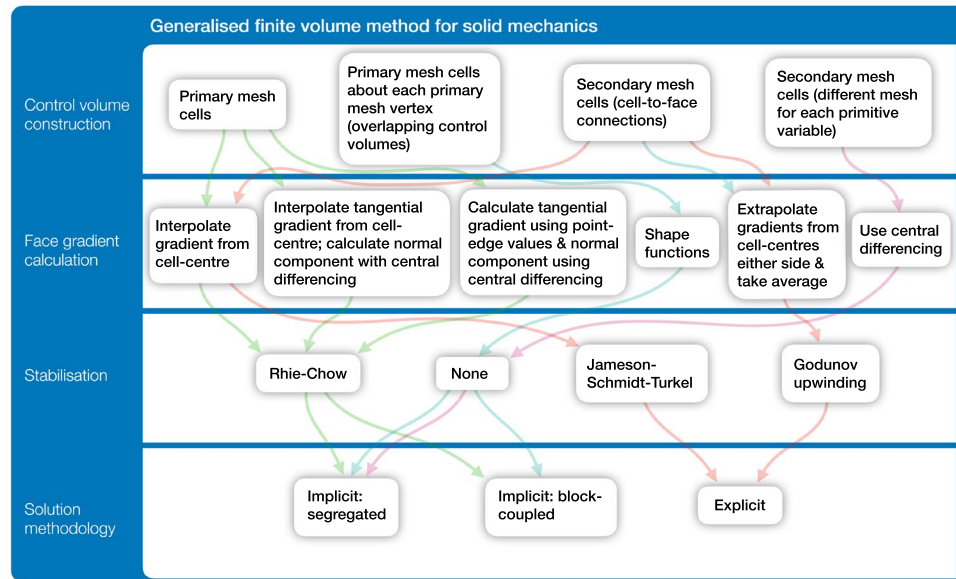 Generalised finite volume method for solid mechanics
Control volume
construction
Primary mesh
cells
Primary mesh cells
about each primary
mesh vertex
(overlapping control
volumes)
Secondary mesh
cells (cell-to-face
connections)
Secondary mesh
cells (different mesh
for each primitive
variable)
Face gradient
calculation
Interpolate
gradient from
cell-centre
Interpolate tangential
gradient from cell-
centre; calculate normal
component with central
differencing
Calculate tangential
gradient using point-
edge values & normal
component using
central differencing
Shape
functions
Extrapolate
gradients from
cell-centres
either side &
take average
Use central
differencing
Stabilisation
Rhie-Chow
None
Jameson-
Schmidt-Turkel
Godunov
upwinding
Solution
methodology
Implicit:
segregated
Implicit: block-
coupled
Explicit